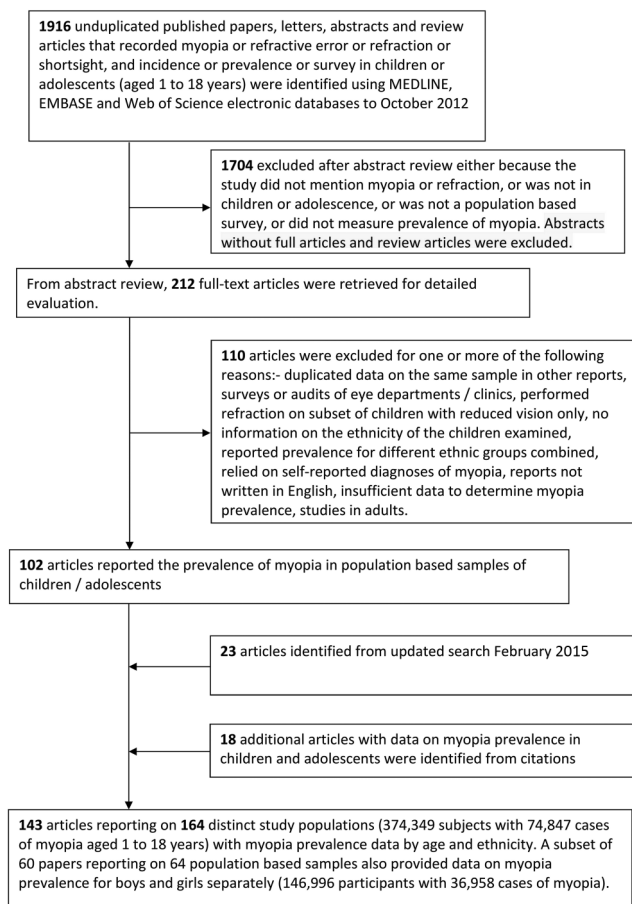 1916 unduplicated published papers, letters, abstracts and review
articles that recorded myopia or refractive error or refraction or
shortsight, and incidence or prevalence or survey in children or
adolescents (aged 1 to 18 years) were identified using MEDLINE,
EMBASE and Web of Science electronic databases to October 2012
1704 excluded after abstract review either because the
study did not mention myopia or refraction, or was not in
children or adolescence, or was not a population based
survey, or did not measure prevalence of myopia. Abstracts
without full articles and review articles were excluded.
From abstract review, 212 full-text articles were retrieved for detailed
evaluation.
110 articles were excluded for one or more of the following
reasons:- duplicated data on the same sample in other reports,
surveys or audits of eye departments / clinics, performed
refraction on subset of children with reduced vision only, no
information on the ethnicity of the children examined,
reported prevalence for different ethnic groups combined,
relied on self-reported diagnoses of myopia, reports not
written in English, insufficient data to determine myopia
prevalence, studies in adults.
102 articles reported the prevalence of myopia in population based samples of
children / adolescents
23 articles identified from updated search February 2015
18 additional articles with data on myopia prevalence in
children and adolescents were identified from citations
143 articles reporting on 164 distinct study populations (374,349 subjects with 74,847 cases
of myopia aged 1 to 18 years) with myopia prevalence data by age and ethnicity. A subset of
60 papers reporting on 64 population based samples also provided data on myopia
prevalence for boys and girls separately (146,996 participants with 36,958 cases of myopia).